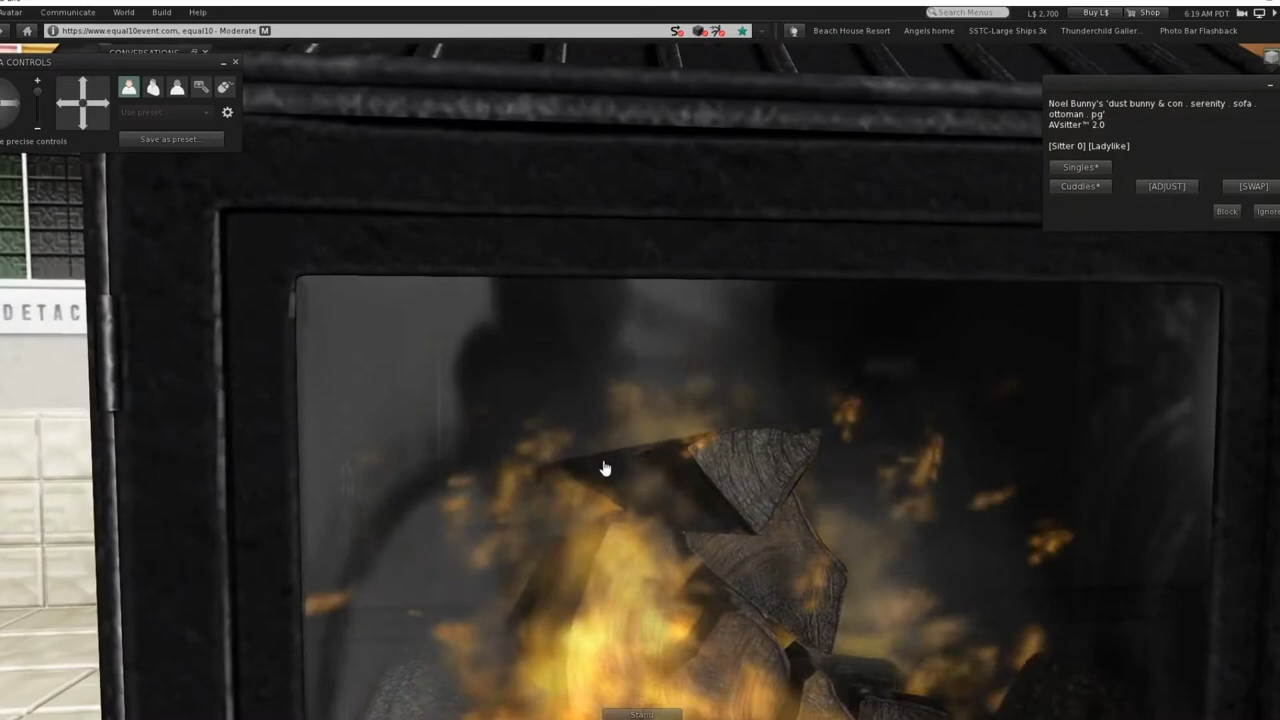 Avatar Communicate World Build Help
Search Menus L$ 2,700 Buy L$ Shop 6:19 AM PDT
https://www.equal10event.com, equal10 - Moderate M
Beach House Resort Angels home SSTC-Large Ships 3x Thunderchild Galler... Photo Bar Flashback
CONVERSATIONS
A CONTROLS
Use preset
Save as preset...
e precise controls
Noel Bunny's 'dust bunny & con . serenity . sofa .
ottoman . pg'
AVsitter™ 2.0
[Sitter 0] [Ladylike]
Singles*
Cuddles* [ADJUST] [SWAP]
Block Ignore
DETAC
Stand